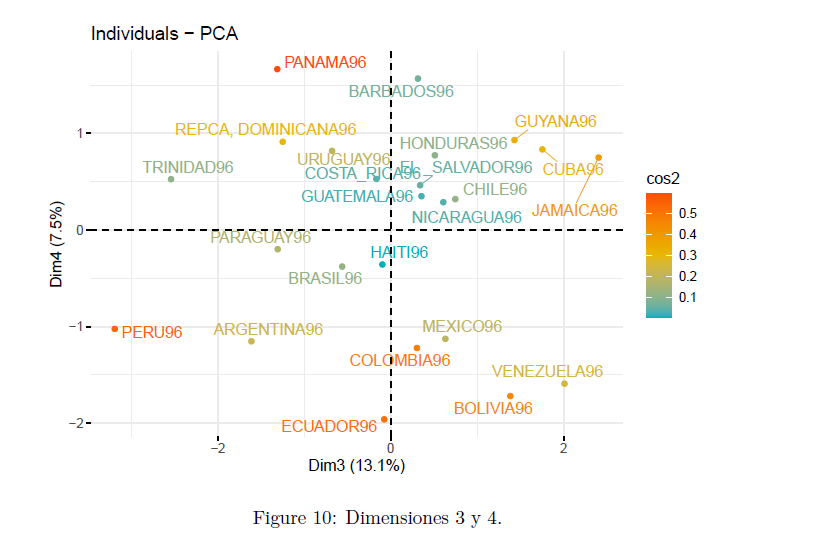 Individuals − PCA
PANAMA96
BARBADOS96
GUYANA96
REPCA, DOMINICANA96
HONDURAS96
URUGUAY96
CUBA96
TRINIDAD96
COSTA_RICA96
EL_SALVADOR96
CHILE96
GUATEMALA96
JAMAICA96
NICARAGUA96
PARAGUAY96
HAITI96
BRASIL96
PERU96
ARGENTINA96
MEXICO96
COLOMBIA96
VENEZUELA96
BOLIVIA96
ECUADOR96
1
0
−1
−2
Dim4 (7.5%)
−2
0
2
Dim3 (13.1%)
cos2
0.5
0.4
0.3
0.2
0.1
Figure 10: Dimensiones 3 y 4.